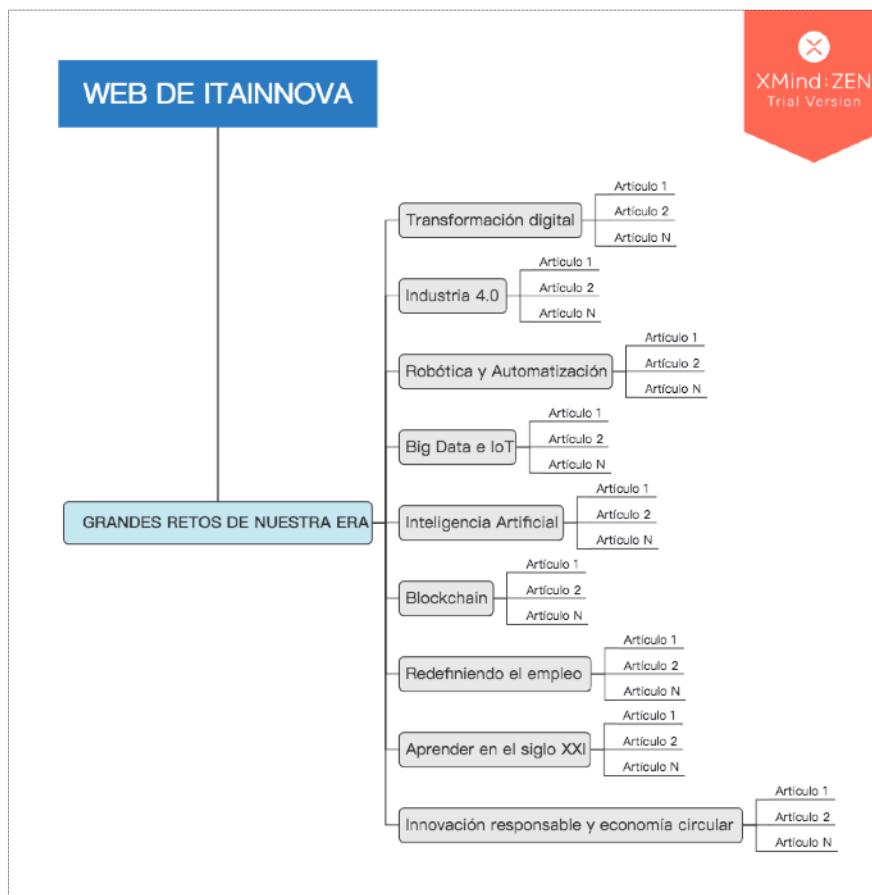 XMind:ZEN
Trial Version
WEB DE ITAINNOVA
Transformación digital
Artículo 1
Artículo 2
Artículo N
Industria 4.0
Artículo 1
Artículo 2
Artículo N
Robótica y Automatización
Artículo 1
Artículo 2
Artículo N
Big Data e IoT
Artículo 1
Artículo 2
Artículo N
GRANDES RETOS DE NUESTRA ERA
Inteligencia Artificial
Artículo 1
Artículo 2
Artículo N
Blockchain
Artículo 1
Artículo 2
Artículo N
Redefiniendo el empleo
Artículo 1
Artículo 2
Artículo N
Aprender en el siglo XXI
Artículo 1
Artículo 2
Artículo N
Innovación responsable y economía circular
Artículo 1
Artículo 2
Artículo N